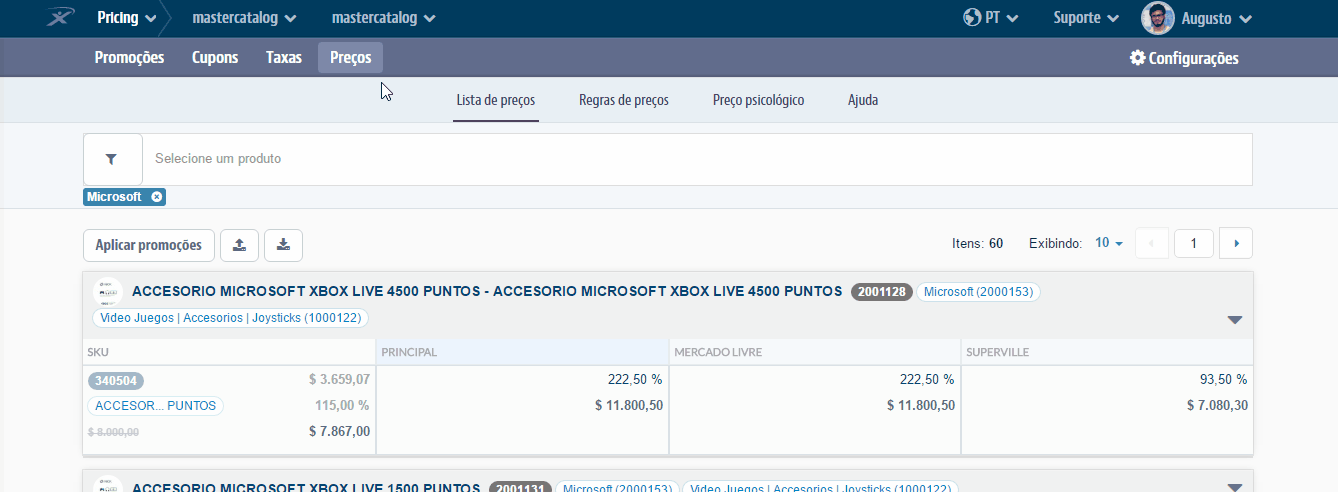 Pricing mastercatalog mastercatalog PT Suporte Augusto
Promoções Cupons Taxas Preços Configurações
Lista de preços Regras de preços Preço psicológico Ajuda
Selecione um produto
Microsoft
Aplicar promoções Itens: 60 Exibindo: 10 1
ACCESORIO MICROSOFT XBOX LIVE 4500 PUNTOS - ACCESORIO MICROSOFT XBOX LIVE 4500 PUNTOS 2001128 Microsoft (2000153)
Video Juegos | Accesorios | Joysticks (1000122)
SKU PRINCIPAL MERCADO LIVRE SUPERVILLE
340504 $ 3.659,07 222,50 % 222,50 % 93,50 %
ACCESOR... PUNTOS 115,00 % $ 11.800,50 $ 11.800,50 $ 7.080,30
$ 8.000,00 $ 7.867,00
ACCESORIO MICROSOFT XBOX LIVE 1500 PUNTOS 2001131 Microsoft (2000153) Video Juegos | Accesorios | Joysticks (1000122)